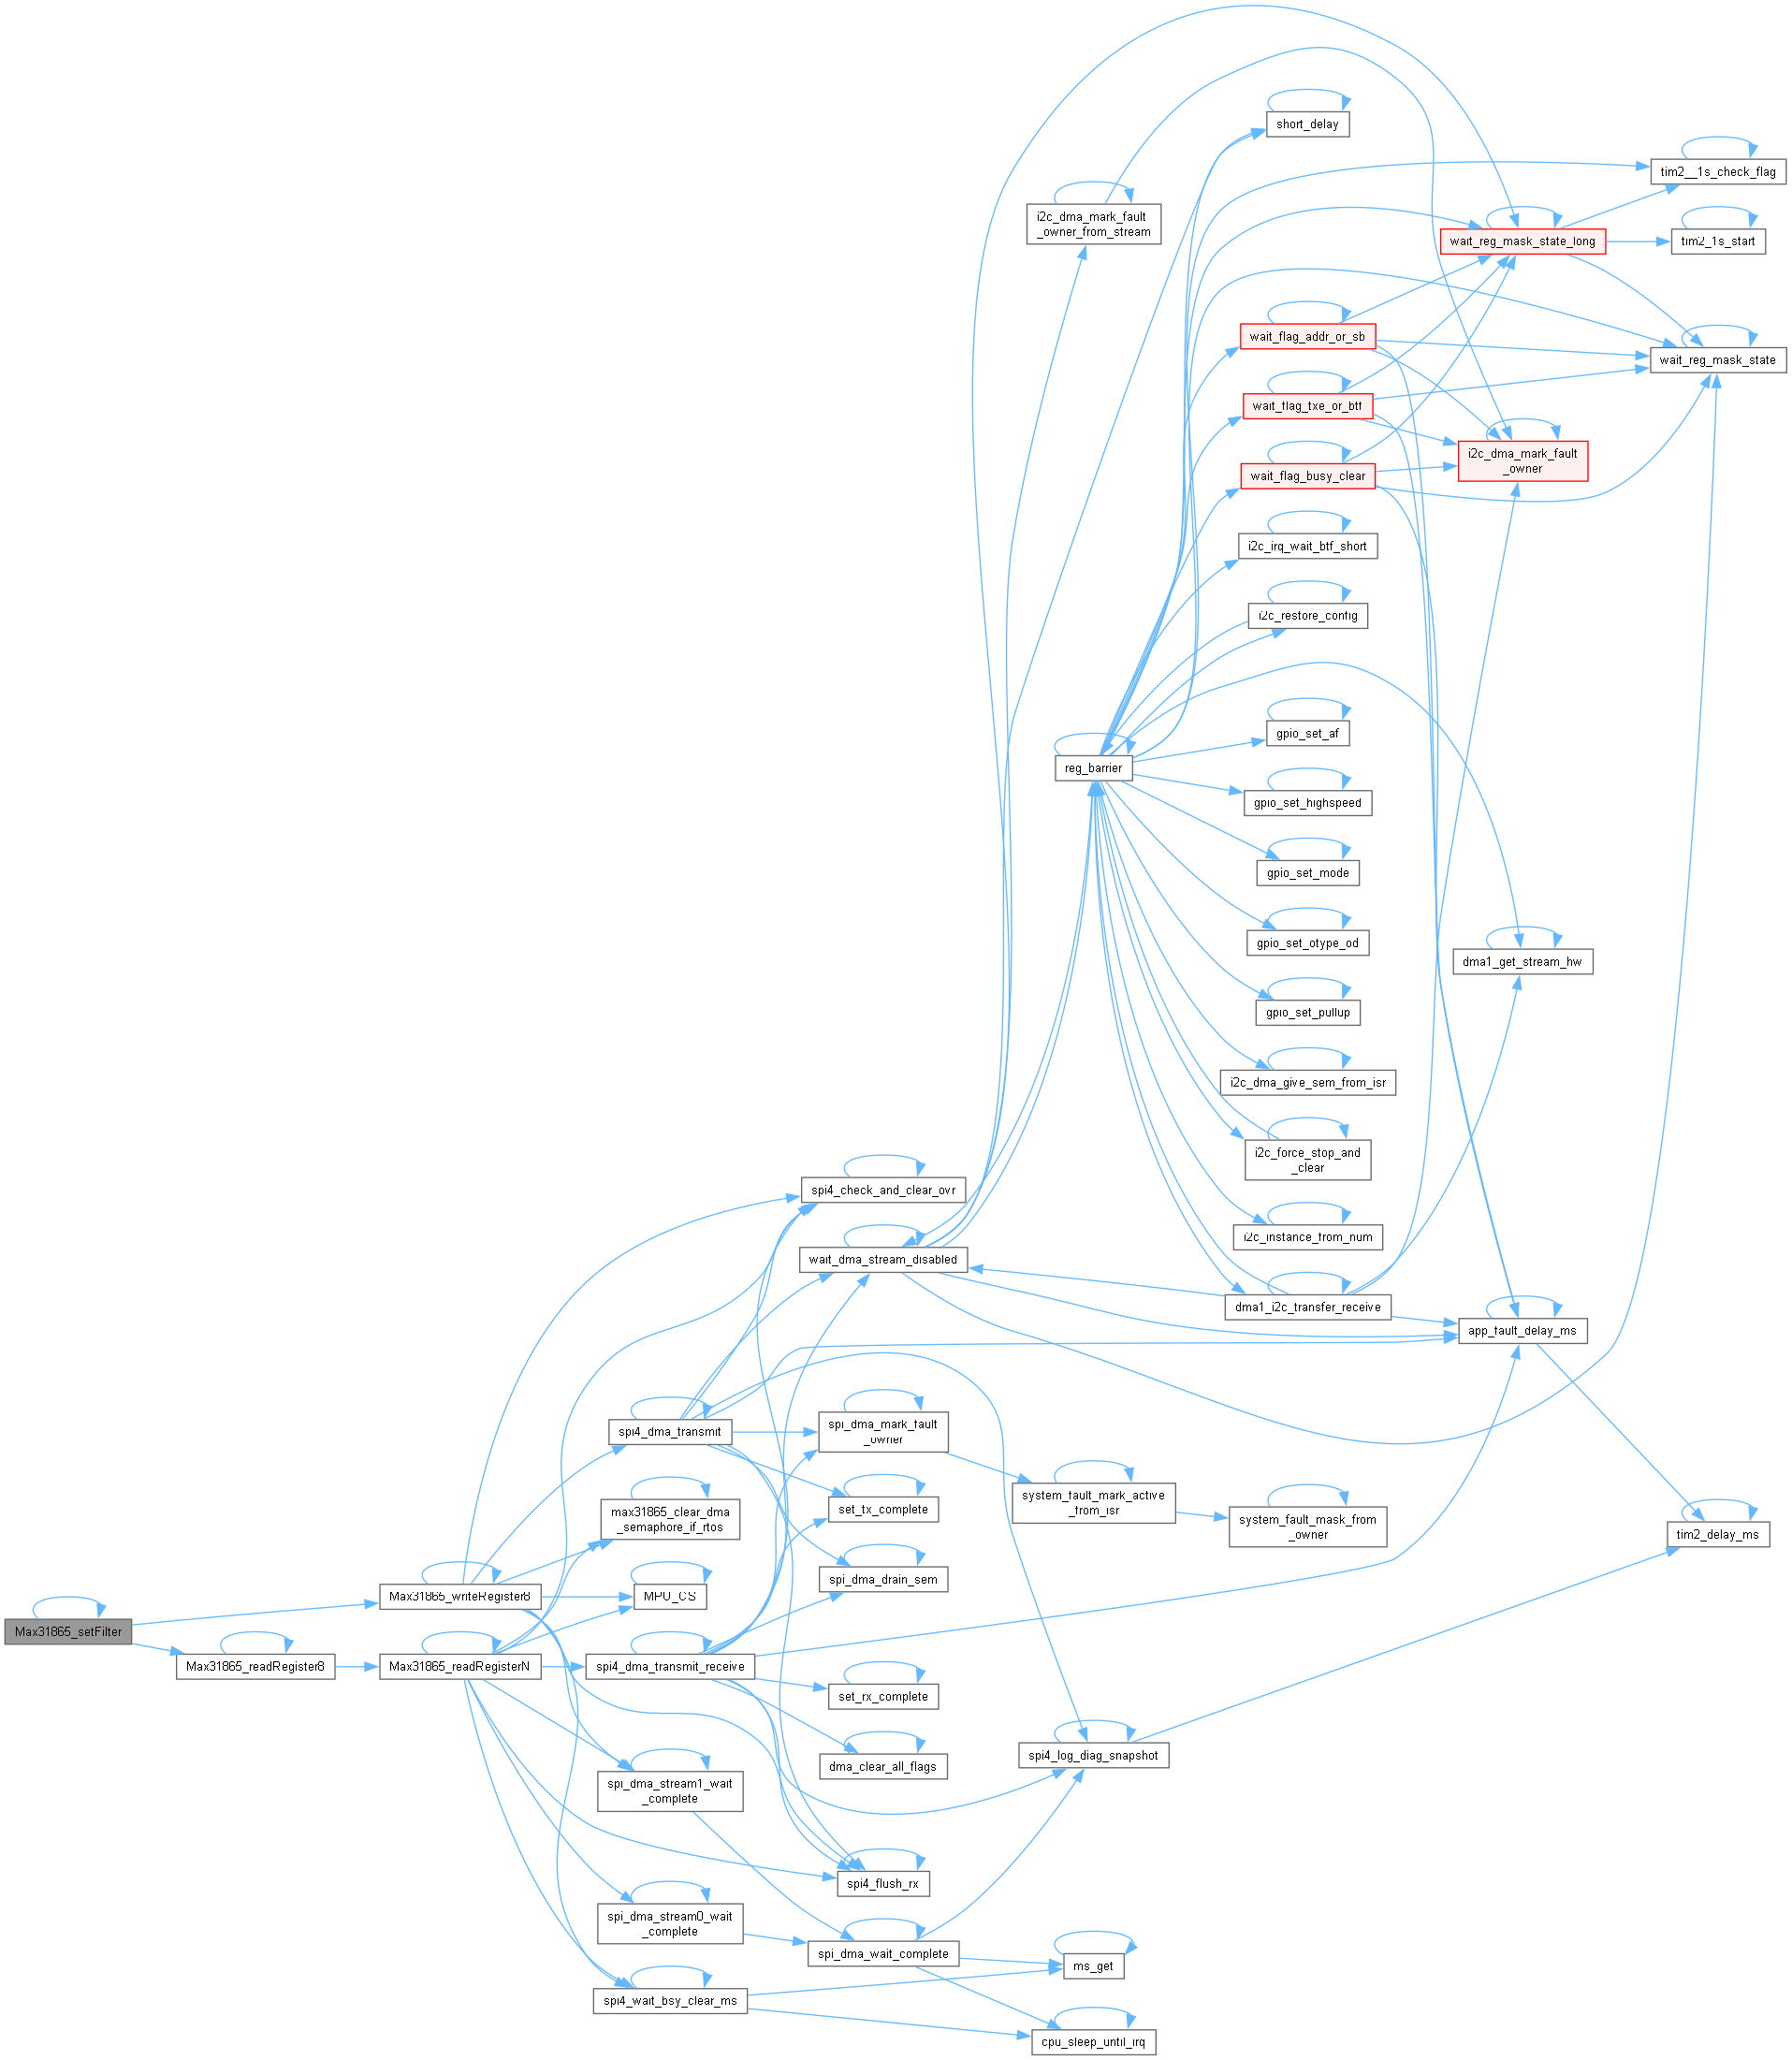 short_delay
tim2__1s_check_flag
i2c_dma_mark_fault
_owner_from_stream
wait_reg_mask_state_long
tim2_1s_start
wait_flag_addr_or_sb
wait_reg_mask_state
wait_flag_txe_or_btf
i2c_dma_mark_fault
_owner
wait_flag_busy_clear
i2c_irq_wait_btf_short
i2c_restore_config
gpio_set_af
reg_barrier
gpio_set_highspeed
gpio_set_mode
gpio_set_otype_od
dma1_get_stream_hw
gpio_set_pullup
i2c_dma_give_sem_from_isr
i2c_force_stop_and
_clear
spi4_check_and_clear_ovr
i2c_instance_from_num
wait_dma_stream_disabled
dma1_i2c_transfer_receive
app_fault_delay_ms
spi4_dma_transmit
spi_dma_mark_fault
_owner
system_fault_mark_active
_from_isr
set_tx_complete
max31865_clear_dma
_semaphore_if_rtos
system_fault_mask_from
_owner
tim2_delay_ms
spi_dma_drain_sem
Max31865_writeRegister8
MPU_CS
Max31865_setFilter
Max31865_readRegister8
Max31865_readRegisterN
spi4_dma_transmit_receive
set_rx_complete
spi4_log_diag_snapshot
dma_clear_all_flags
spi_dma_stream1_wait
_complete
spi4_flush_rx
spi_dma_stream0_wait
_complete
spi_dma_wait_complete
ms_get
spi4_wait_bsy_clear_ms
cpu_sleep_until_irq